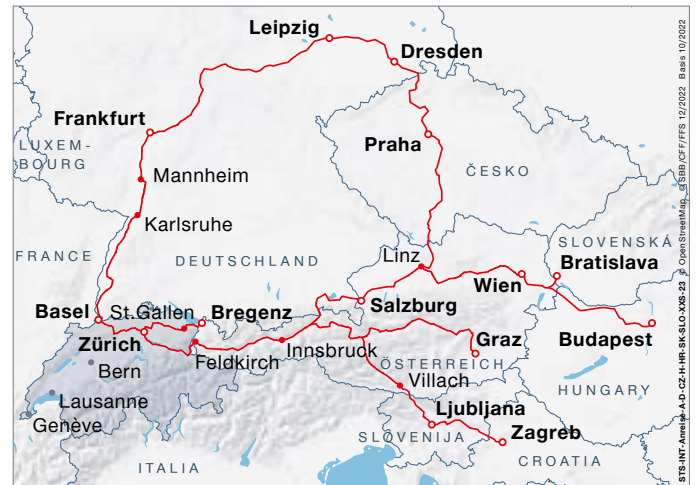 Leipzig
Dresden
Frankfurt
LUXEM-
BOURG
Praha
Mannheim
ČESKO
Karlsruhe
FRANCE
DEUTSCHLAND
Linz
SLOVENSKÁ
Wien
Bratislava
Basel
St.Gallen
Bregenz
Salzburg
Zürich
Budapest
Feldkirch
Innsbruck
Graz
ÖSTERREICH
Bern
Villach
HUNGARY
Lausanne
Genève
Ljubljana
SLOVENIJA
Zagreb
ITALIA
CROATIA
STS-INT-Anreise-A-D-CZ-H-HR-SK-SLO-XXS-23 © OpenStreetMap © SBB/CFF/FFS 12/2022 Basis 10/2022